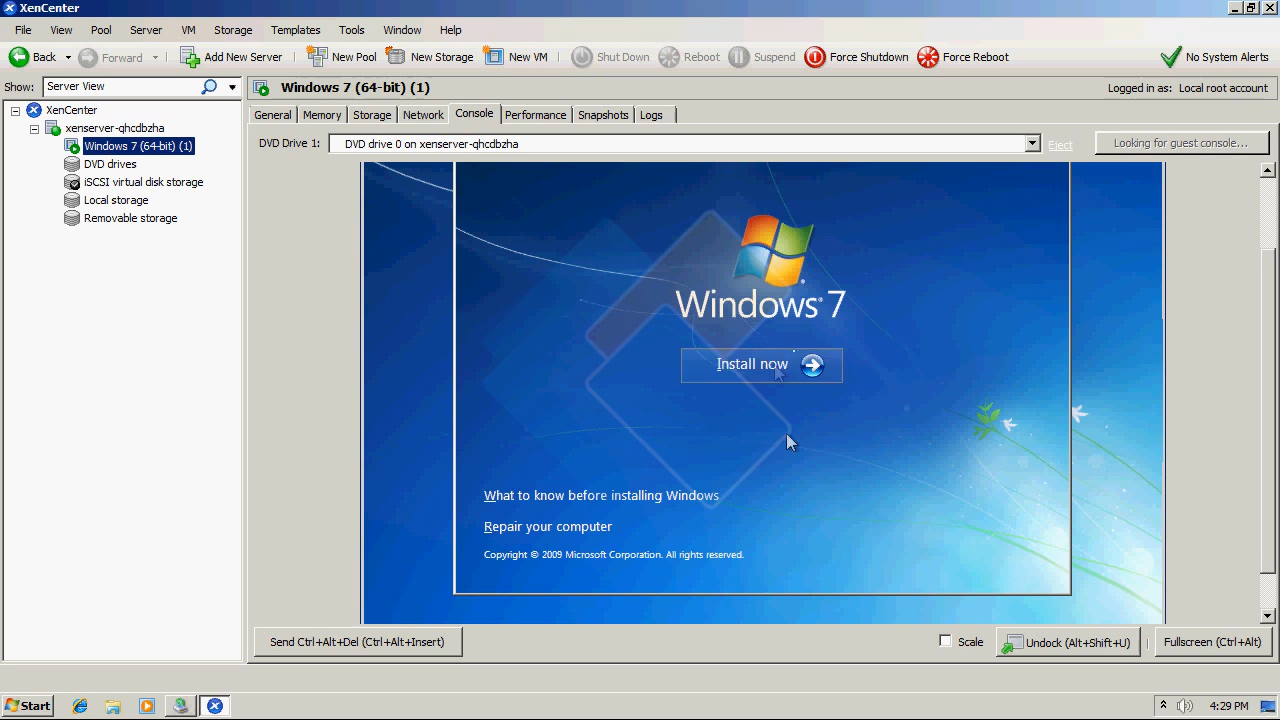 XenCenter
File View Pool Server VM Storage Templates Tools Window Help
Back Forward Add New Server New Pool New Storage New VM Shut Down Reboot Suspend Force Shutdown Force Reboot No System Alerts
Show: Server View
Windows 7 (64-bit) (1) Logged in as: Local root account
XenCenter
xenserver-qhcdbzha
Windows 7 (64-bit) (1)
DVD drives
iSCSI virtual disk storage
Local storage
Removable storage
General Memory Storage Network Console Performance Snapshots Logs
DVD Drive 1: DVD drive 0 on xenserver-qhcdbzha Eject Looking for guest console...
Windows 7
Install now
What to know before installing Windows
Repair your computer
Copyright © 2009 Microsoft Corporation. All rights reserved.
Send Ctrl+Alt+Del (Ctrl+Alt+Insert) Scale Undock (Alt+Shift+U) Fullscreen (Ctrl+Alt)
Start 4:29 PM